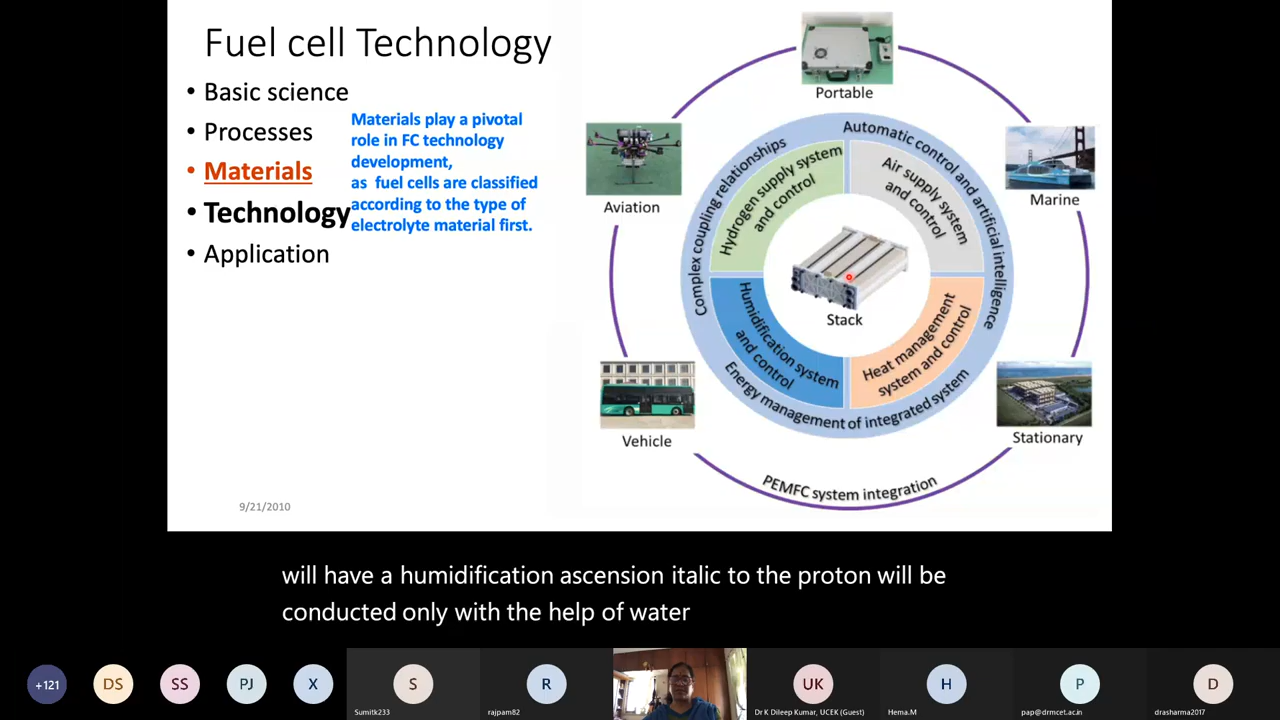 Fuel cell Technology
• Basic science
• Processes
• Materials
• Technology
• Application
Materials play a pivotal
role in FC technology
development,
as fuel cells are classified
according to the type of
electrolyte material first.
9/21/2010
Portable
Aviation
Marine
Vehicle
Stationary
Complex coupling relationships
Automatic control and artificial intelligence
Energy management of integrated system
Hydrogen supply system
and control
Air supply system
and control
Humidification system
and control
Heat management
system and control
Stack
PEMFC system integration
will have a humidification ascension italic to the proton will be
conducted only with the help of water
+121
DS
SS
PJ
X
S
Sumitk233
R
rajpam82
UK
Dr K Dileep Kumar, UCEK (Guest)
H
Hema.M
P
pap@drmcet.ac.in
D
drasharma2017